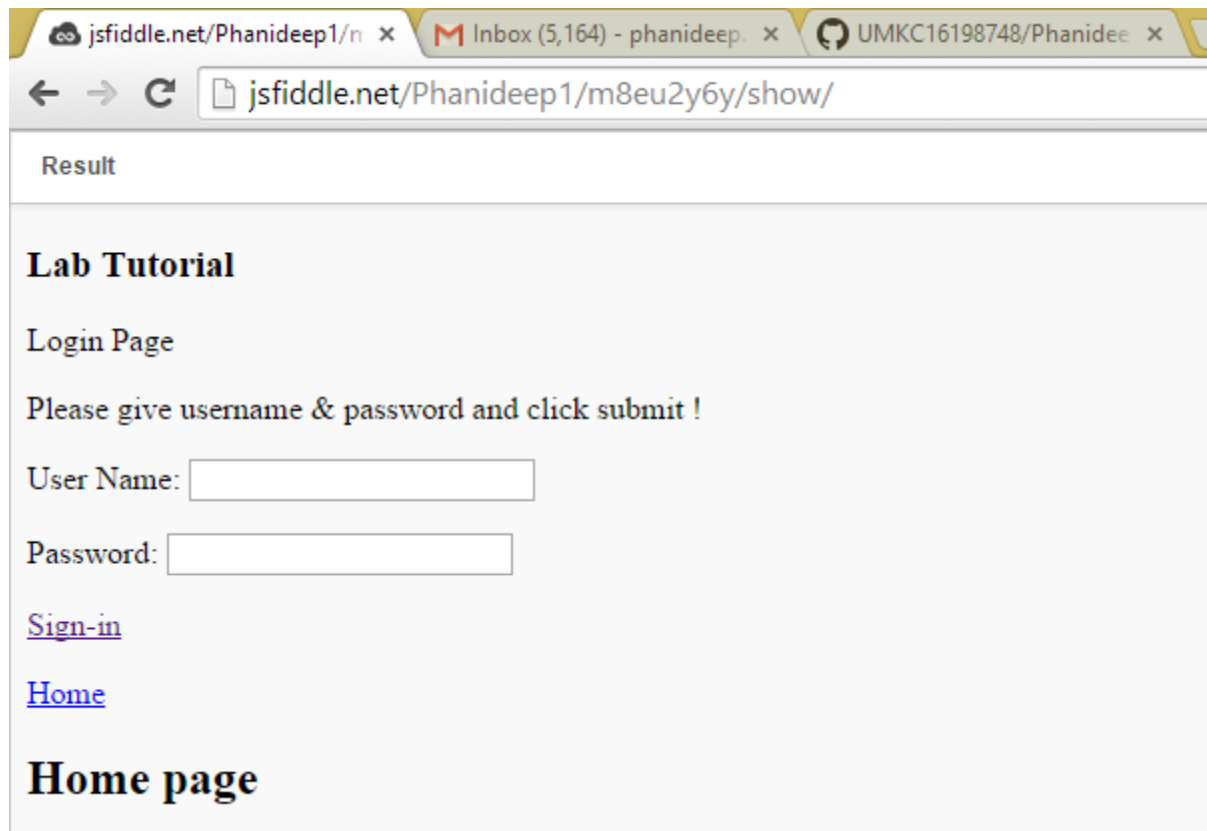 jsfiddle.net/Phanideep1/n
Inbox (5,164) - phanideep.
UMKC16198748/Phanidee
jsfiddle.net/Phanideep1/m8eu2y6y/show/
Result
Lab Tutorial
Login Page
Please give username & password and click submit !
User Name:
Password:
Sign-in
Home
Home page